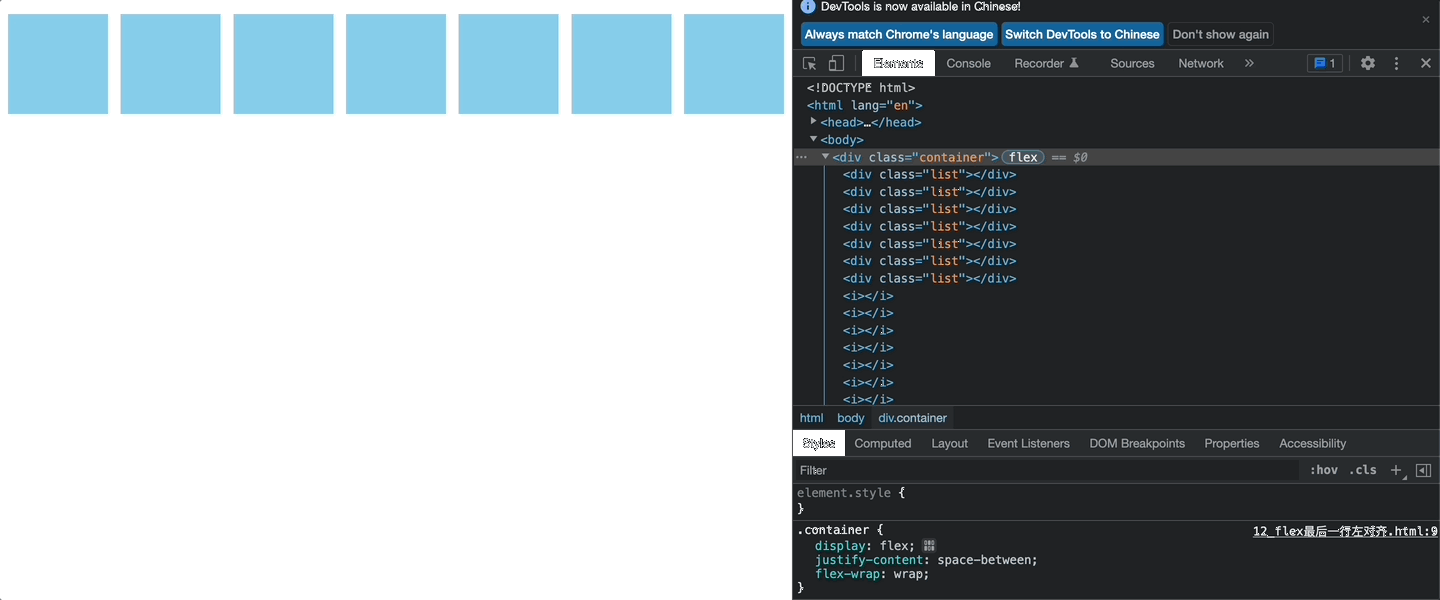 DevTools is now available in Chinese!
Always match Chrome's language Switch DevTools to Chinese Don't show again
Elements Console Recorder Sources Network » 1
<!DOCTYPE html>
<html lang="en">
<head>…</head>
<body>
<div class="container"> flex == $0
<div class="list"></div>
<div class="list"></div>
<div class="list"></div>
<div class="list"></div>
<div class="list"></div>
<div class="list"></div>
<div class="list"></div>
<i></i>
<i></i>
<i></i>
<i></i>
<i></i>
<i></i>
<i></i>
html body div.container
Styles Computed Layout Event Listeners DOM Breakpoints Properties Accessibility
Filter :hov .cls +
element.style {
}
.container { 12_flex最后一行左对齐.html:9
display: flex;
justify-content: space-between;
flex-wrap: wrap;
}